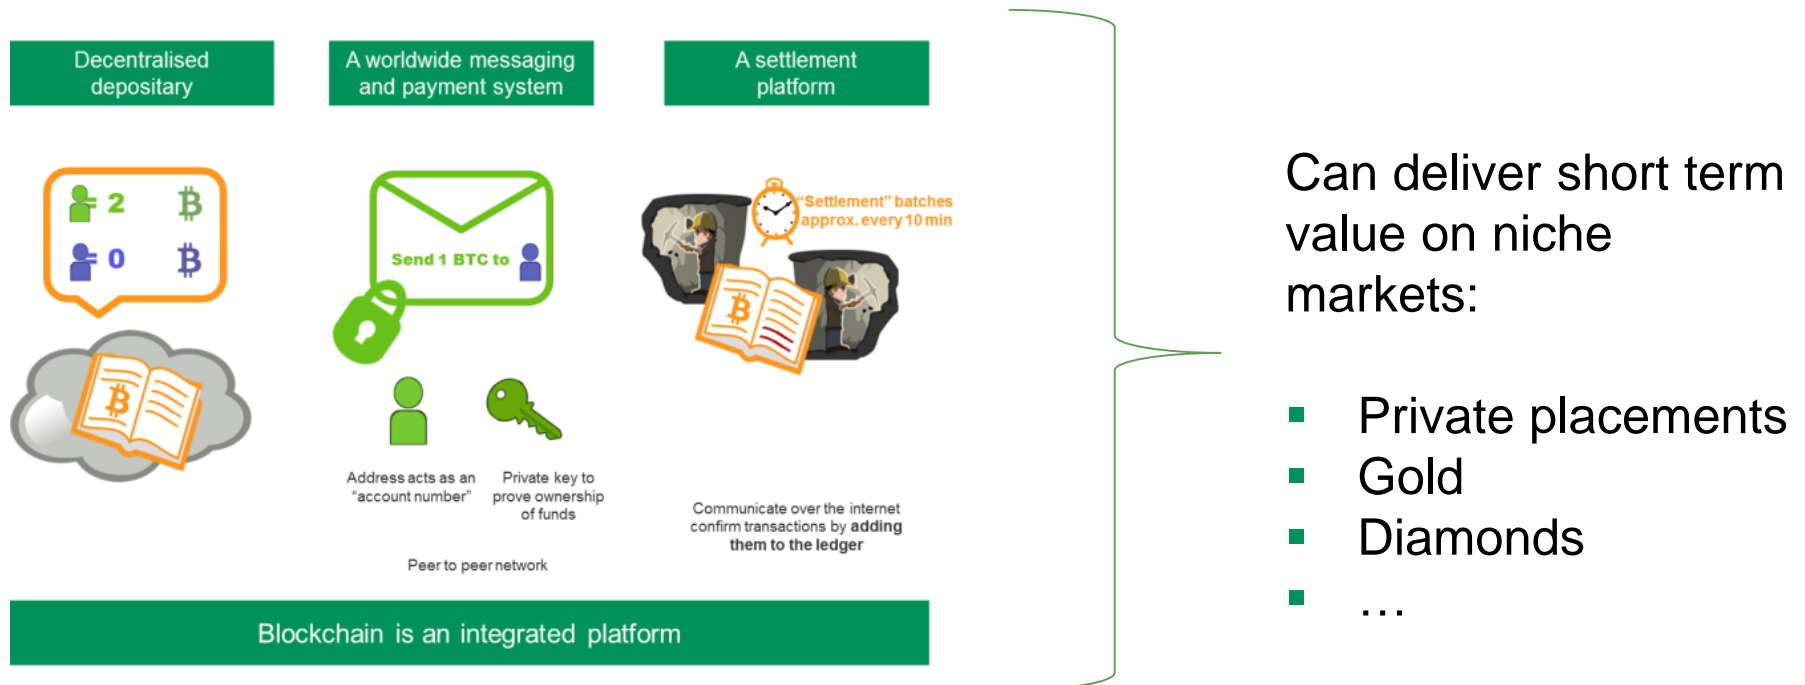 Decentralised
depositary
A worldwide messaging
and payment system
A settlement
platform
= 2
= 0
Send 1 BTC to
"Settlement" batches
approx. every 10 min
Address acts as an
“account number”
Private key to
prove ownership
of funds
Peer to peer network
Communicate over the internet
confirm transactions by adding
them to the ledger
Blockchain is an integrated platform
Can deliver short term
value on niche
markets:
▪ Private placements
▪ Gold
▪ Diamonds
▪ …